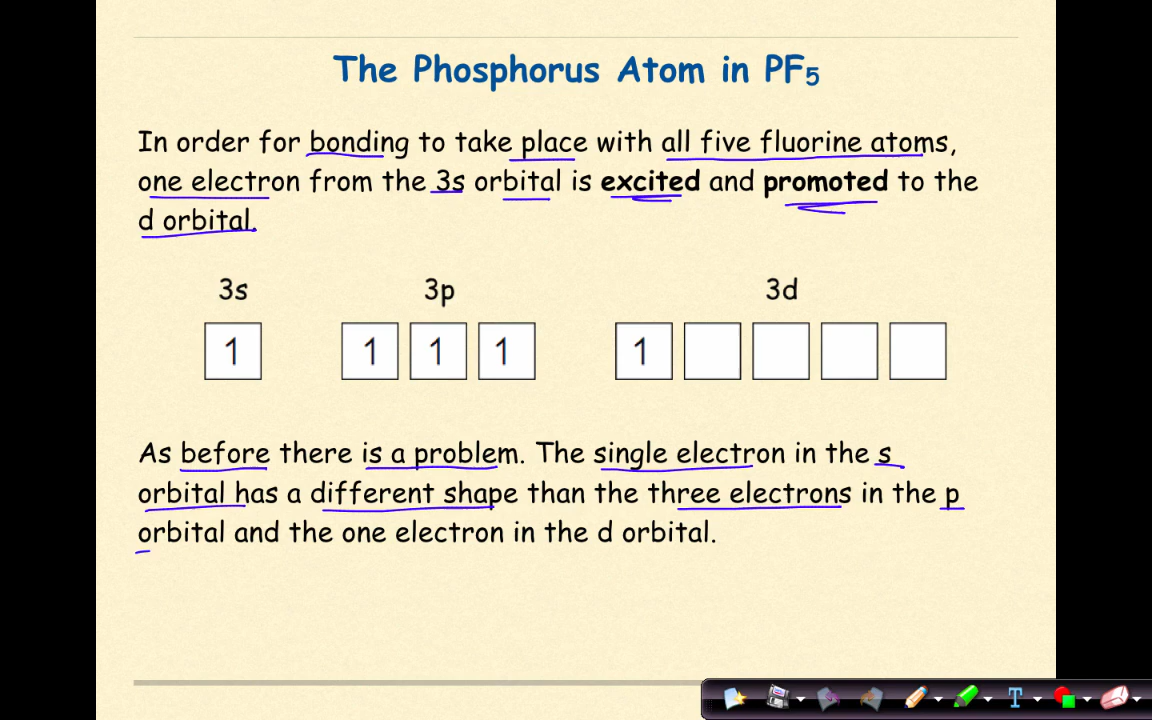 The Phosphorus Atom in PF₅
In order for bonding to take place with all five fluorine atoms,
one electron from the 3s orbital is excited and promoted to the
d orbital.
3s 3p 3d
1 1 1 1 1
As before there is a problem. The single electron in the s
orbital has a different shape than the three electrons in the p
orbital and the one electron in the d orbital.
T